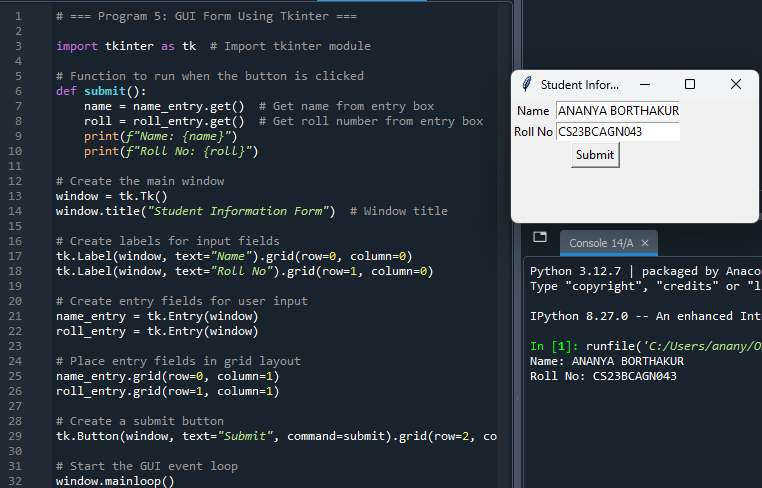 1 # === Program 5: GUI Form Using Tkinter ===
2
3 import tkinter as tk  # Import tkinter module
4
5 # Function to run when the button is clicked
6 def submit():
7     name = name_entry.get()  # Get name from entry box
8     roll = roll_entry.get()  # Get roll number from entry box
9     print(f"Name: {name}")
10     print(f"Roll No: {roll}")
11
12 # Create the main window
13 window = tk.Tk()
14 window.title("Student Information Form")  # Window title
15
16 # Create labels for input fields
17 tk.Label(window, text="Name").grid(row=0, column=0)
18 tk.Label(window, text="Roll No").grid(row=1, column=0)
19
20 # Create entry fields for user input
21 name_entry = tk.Entry(window)
22 roll_entry = tk.Entry(window)
23
24 # Place entry fields in grid layout
25 name_entry.grid(row=0, column=1)
26 roll_entry.grid(row=1, column=1)
27
28 # Create a submit button
29 tk.Button(window, text="Submit", command=submit).grid(row=2, co
30
31 # Start the GUI event loop
32 window.mainloop()
Student Infor...
Name ANANYA BORTHAKUR
Roll No CS23BCAGN043
Submit
Console 14/A
Python 3.12.7 | packaged by Anaco
Type "copyright", "credits" or "l
IPython 8.27.0 -- An enhanced Int
In [1]: runfile('C:/Users/anany/O
Name: ANANYA BORTHAKUR
Roll No: CS23BCAGN043